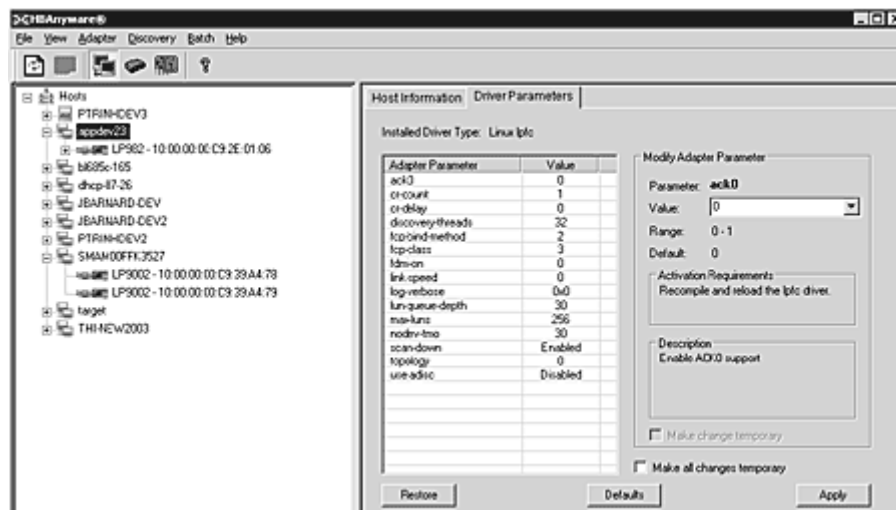 HBAnyware®
File View Adapter Discovery Batch Help
Hosts
PTRINH-DEV3
appdev23
LP982 - 10:00:00:00:C9:2E:01:06
bl685c-165
dhcp-ll7-26
JBARNARD-DEV
JBARNARD-DEV2
PTRINH-DEV2
SMAN00FFK3527
LP9002 - 10:00:00:00:C9:39:A4:78
LP9002 - 10:00:00:00:C9:39:A4:79
target
THI-NEW2003
Host Information Driver Parameters
Installed Driver Type: Linux lpfc
Adapter Parameter Value
ack0 0
cr-count 1
cr-delay 0
discovery-threads 32
fcp-bind-method 2
fcp-class 3
fdmi-on 0
link-speed 0
log-verbose 0x0
lun-queue-depth 30
max-luns 256
nodev-tmo 30
scan-down Enabled
topology 0
use-adisc Disabled
Modify Adapter Parameter
Parameter: ack0
Value: 0
Range: 0 - 1
Default: 0
Activation Requirements
Recompile and reload the lpfc driver.
Description
Enable ACK0 support
Make change temporary
Make all changes temporary
Restore Defaults Apply